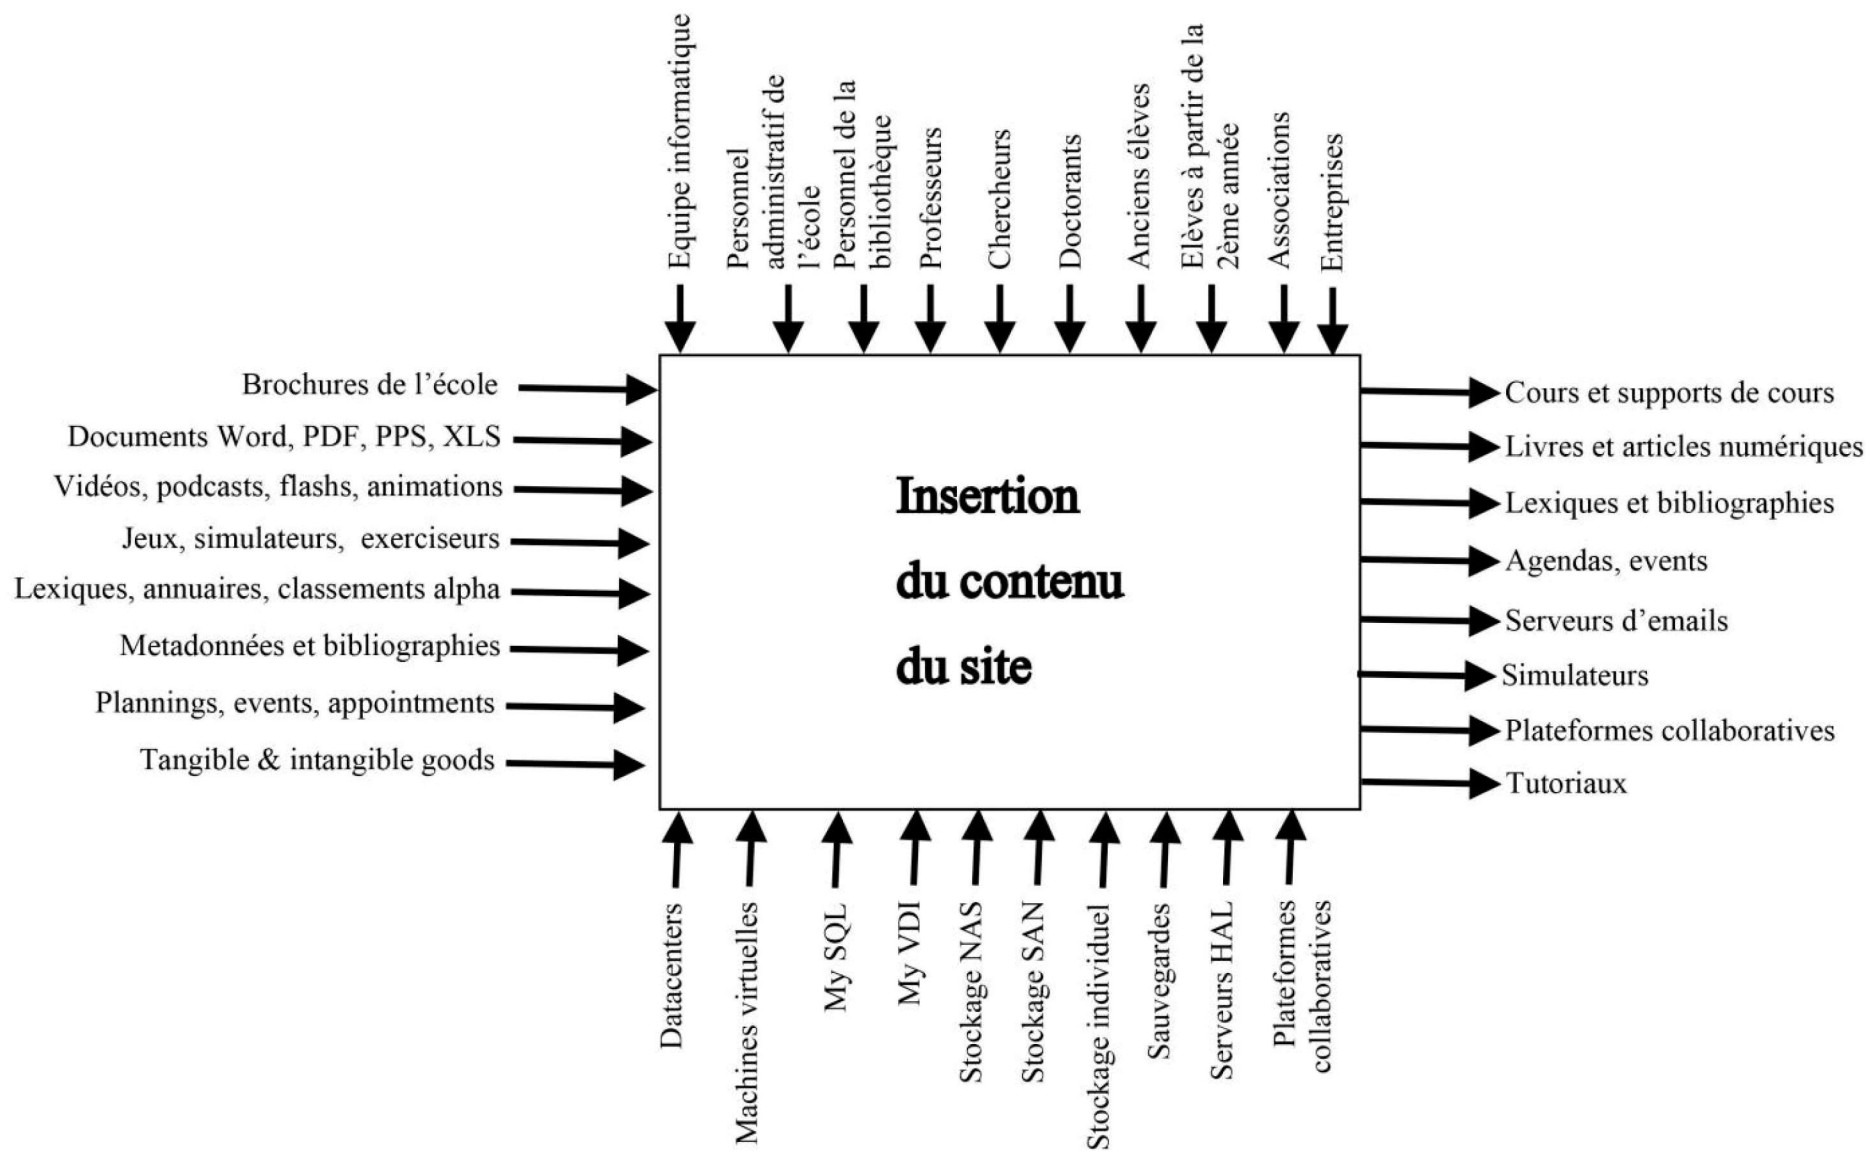 Equipe informatique
Personnel
administratif de
l’école
Personnel de la
bibliothèque
Professeurs
Chercheurs
Doctorants
Anciens élèves
Elèves à partir de la
2ème année
Associations
Entreprises
Brochures de l’école
Documents Word, PDF, PPS, XLS
Vidéos, podcasts, flashs, animations
Jeux, simulateurs, exerciseurs
Lexiques, annuaires, classements alpha
Metadonnées et bibliographies
Plannings, events, appointments
Tangible & intangible goods
Insertion
du contenu
du site
Cours et supports de cours
Livres et articles numériques
Lexiques et bibliographies
Agendas, events
Serveurs d’emails
Simulateurs
Plateformes collaboratives
Tutoriaux
Datacenters
Machines virtuelles
My SQL
My VDI
Stockage NAS
Stockage SAN
Stockage individuel
Sauvegardes
Serveurs HAL
Plateformes
collaboratives